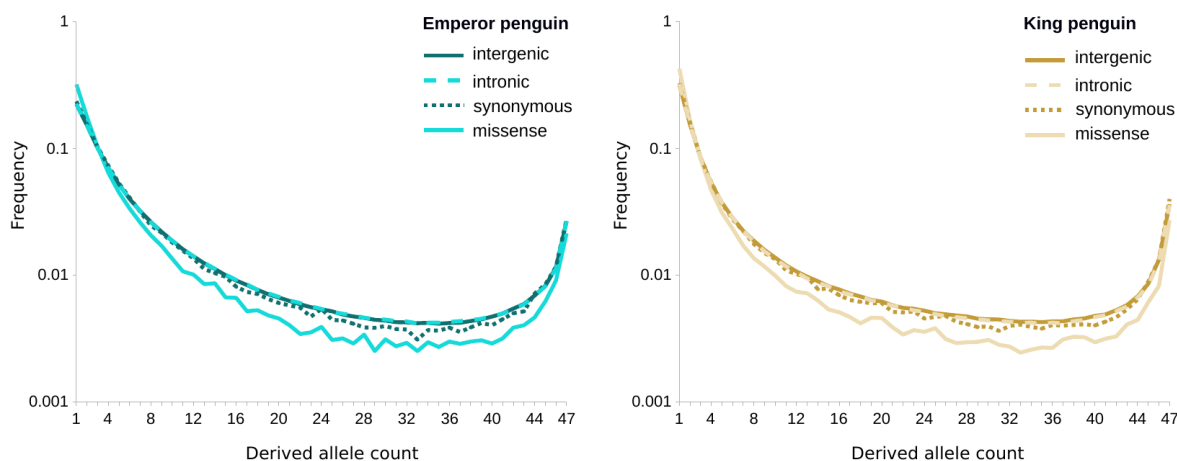 Emperor penguin
intergenic
intronic
synonymous
missense
Frequency
1
0.1
0.01
0.001
1 4 8 12 16 20 24 28 32 36 40 44 47
Derived allele count
King penguin
intergenic
intronic
synonymous
missense
Frequency
1
0.1
0.01
0.001
1 4 8 12 16 20 24 28 32 36 40 44 47
Derived allele count